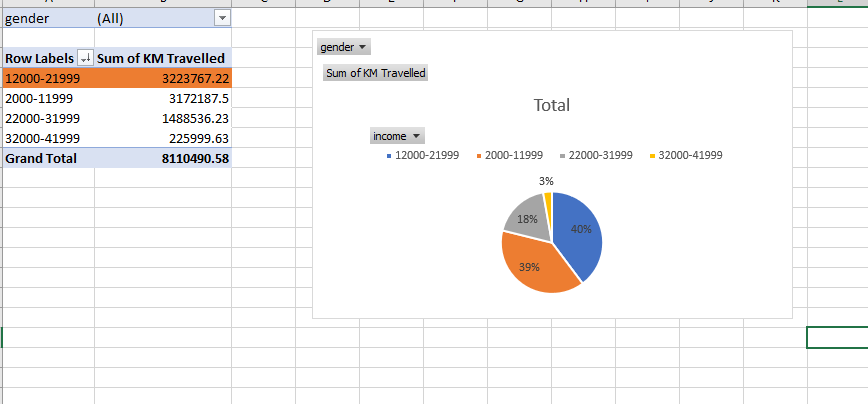 gender (All)
Row Labels Sum of KM Travelled
12000-21999 3223767.22
2000-11999 3172187.5
22000-31999 1488536.23
32000-41999 225999.63
Grand Total 8110490.58
gender
Sum of KM Travelled
Total
income
12000-21999 2000-11999 22000-31999 32000-41999
3%
18% 40%
39%